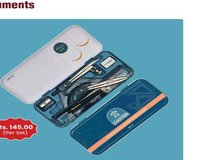 uments
Rs. 145.00
(Per Set)